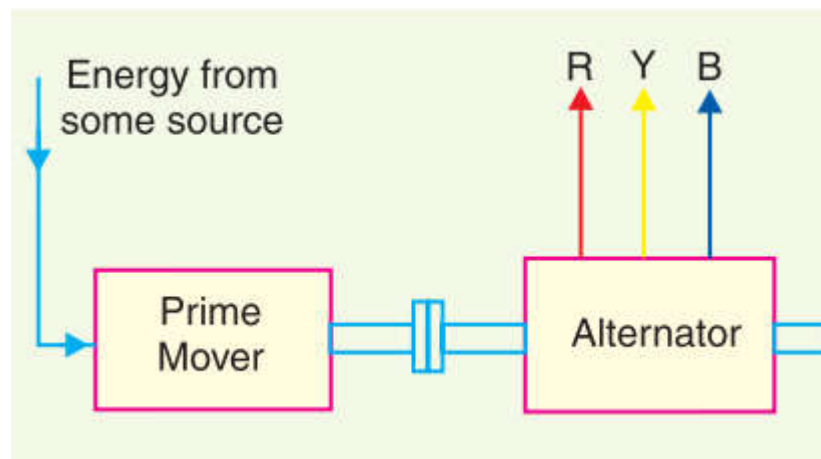 Energy from
some source
R Y B
Prime
Mover
Alternator